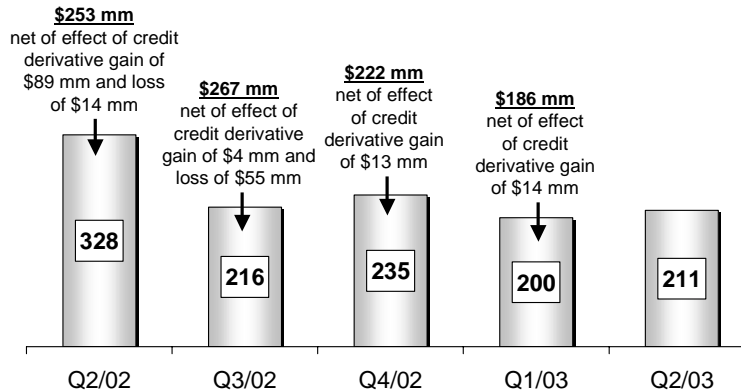 $253 mm
net of effect of credit
derivative gain of
$89 mm and loss
of $14 mm
$267 mm
net of effect of
credit derivative
gain of $4 mm and
loss of $55 mm
$222 mm
net of effect
of credit
derivative gain
of $13 mm
$186 mm
net of effect
of credit
derivative gain
of $14 mm
328
216
235
200
211
Q2/02
Q3/02
Q4/02
Q1/03
Q2/03